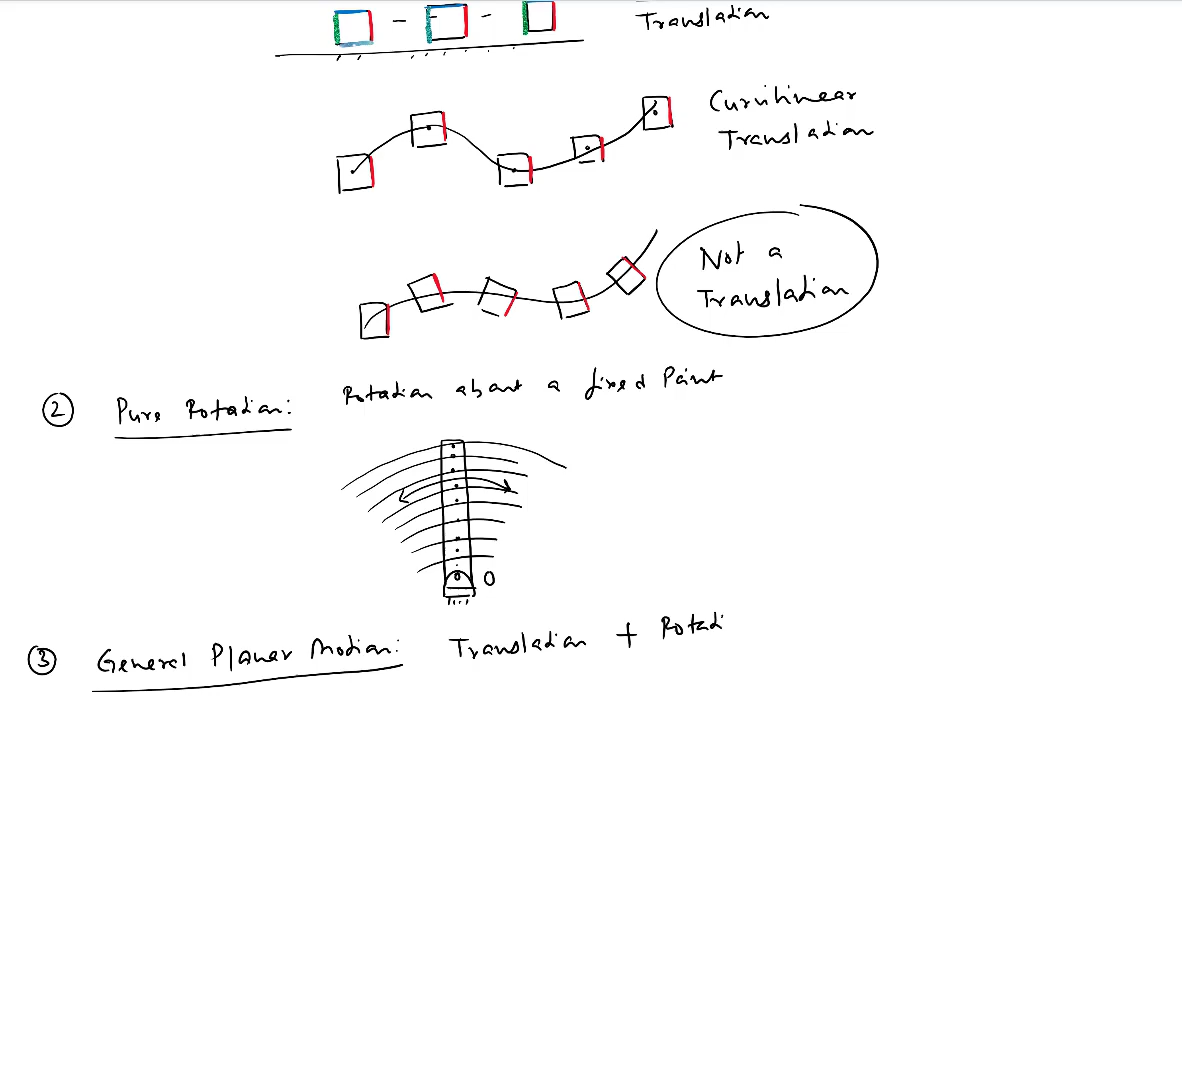 Translation
Curvilinear
Translation
Not a
Translation
② Pure Rotation: Rotation about a fixed Point
O
③ General Planar Motion: Translation + Rotati